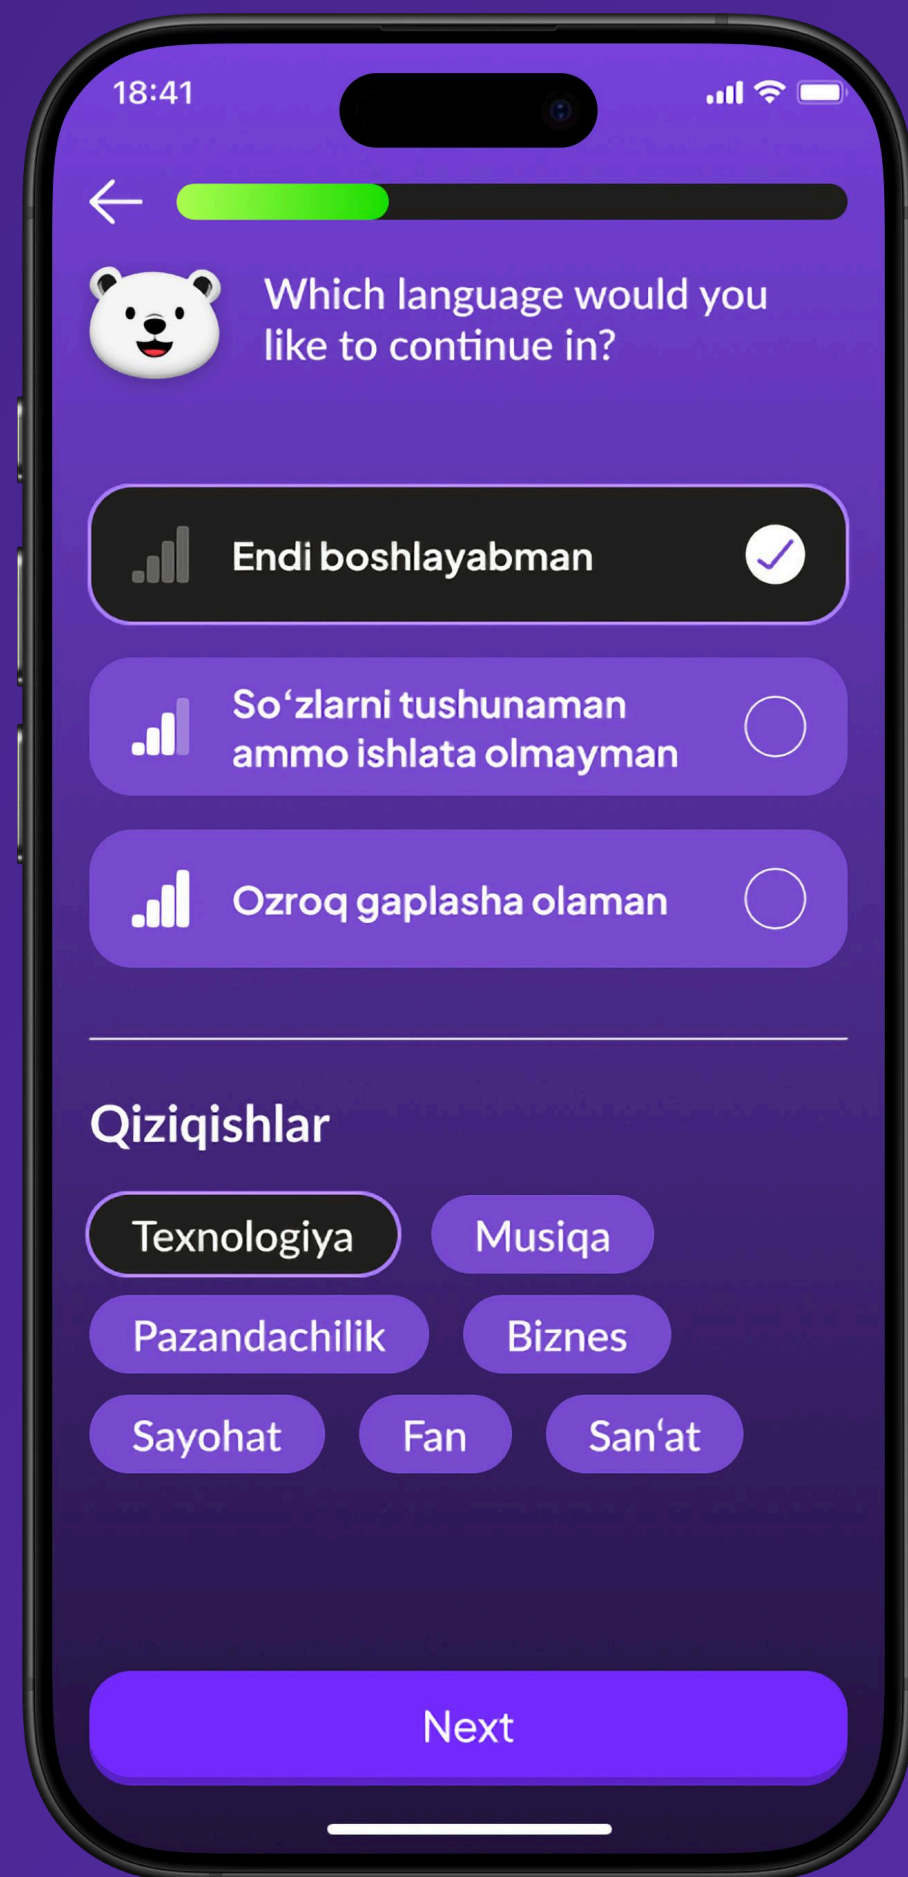 18:41
Which language would you
like to continue in?
Endi boshlayabman
So‘zlarni tushunaman
ammo ishlata olmayman
Ozroq gaplasha olaman
Qiziqishlar
Texnologiya
Musiqa
Pazandachilik
Biznes
Sayohat
Fan
San‘at
Next